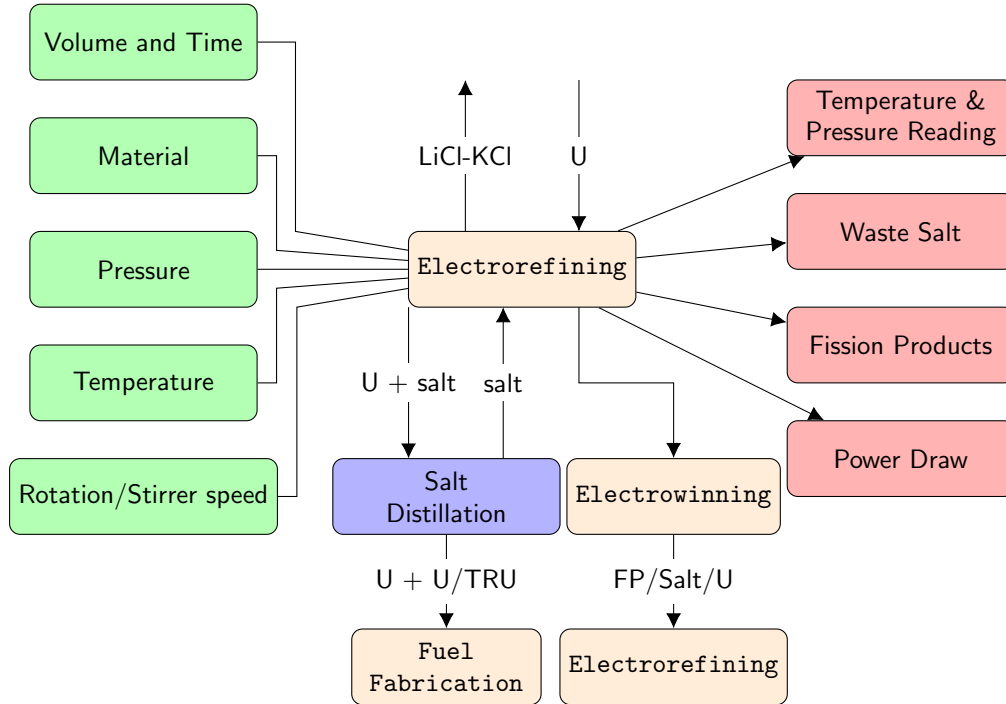 Volume and Time
Material
Pressure
Temperature
Rotation/Stirrer speed
LiCl-KCl
U
Electrorefining
U + salt
salt
Salt
Distillation
Electrowinning
U + U/TRU
FP/Salt/U
Fuel
Fabrication
Electrorefining
Temperature &
Pressure Reading
Waste Salt
Fission Products
Power Draw